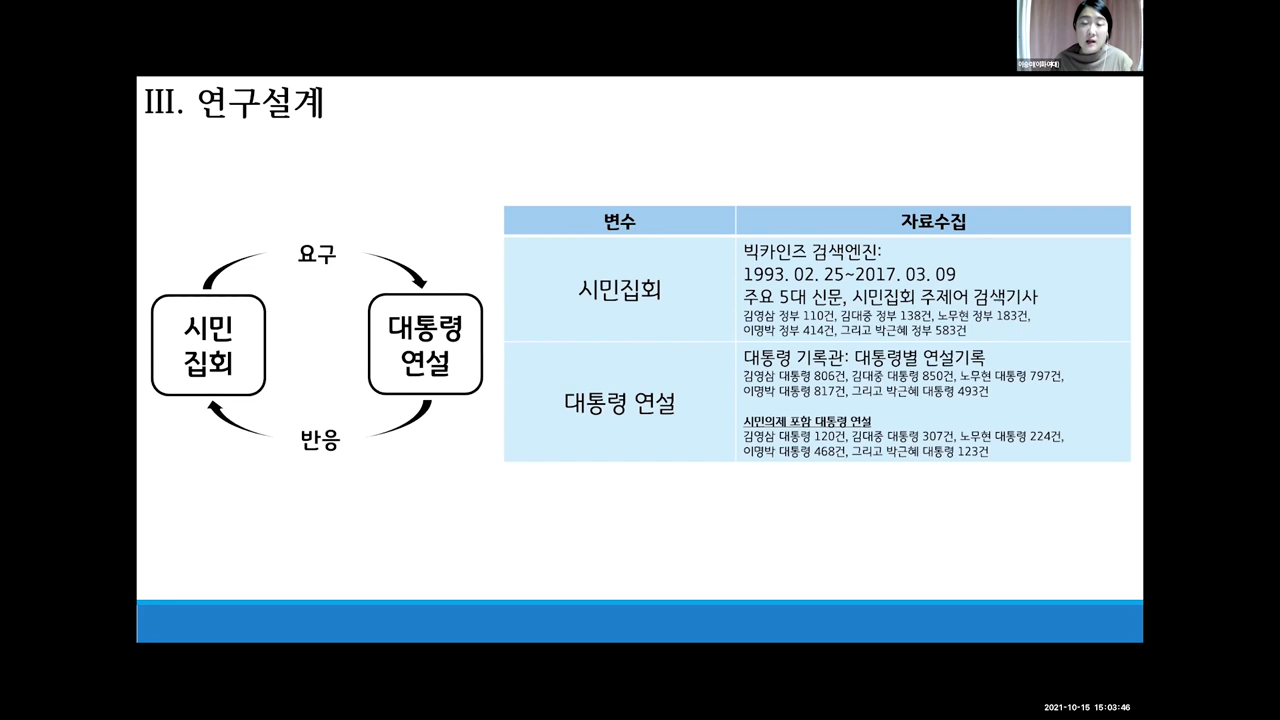 이승미(이화여대)
III. 연구설계
요구
시민
집회
대통령
연설
반응
변수
자료수집
시민집회
빅카인즈 검색엔진:
1993. 02. 25~2017. 03. 09
주요 5대 신문, 시민집회 주제어 검색기사
김영삼 정부 110건, 김대중 정부 138건, 노무현 정부 183건,
이명박 정부 414건, 그리고 박근혜 정부 583건
대통령 연설
대통령 기록관: 대통령별 연설기록
김영삼 대통령 806건, 김대중 대통령 850건, 노무현 대통령 797건,
이명박 대통령 817건, 그리고 박근혜 대통령 493건
시민의제 포함 대통령 연설
김영삼 대통령 120건, 김대중 대통령 307건, 노무현 대통령 224건,
이명박 대통령 468건, 그리고 박근혜 대통령 123건
2021-10-15 15:03:46